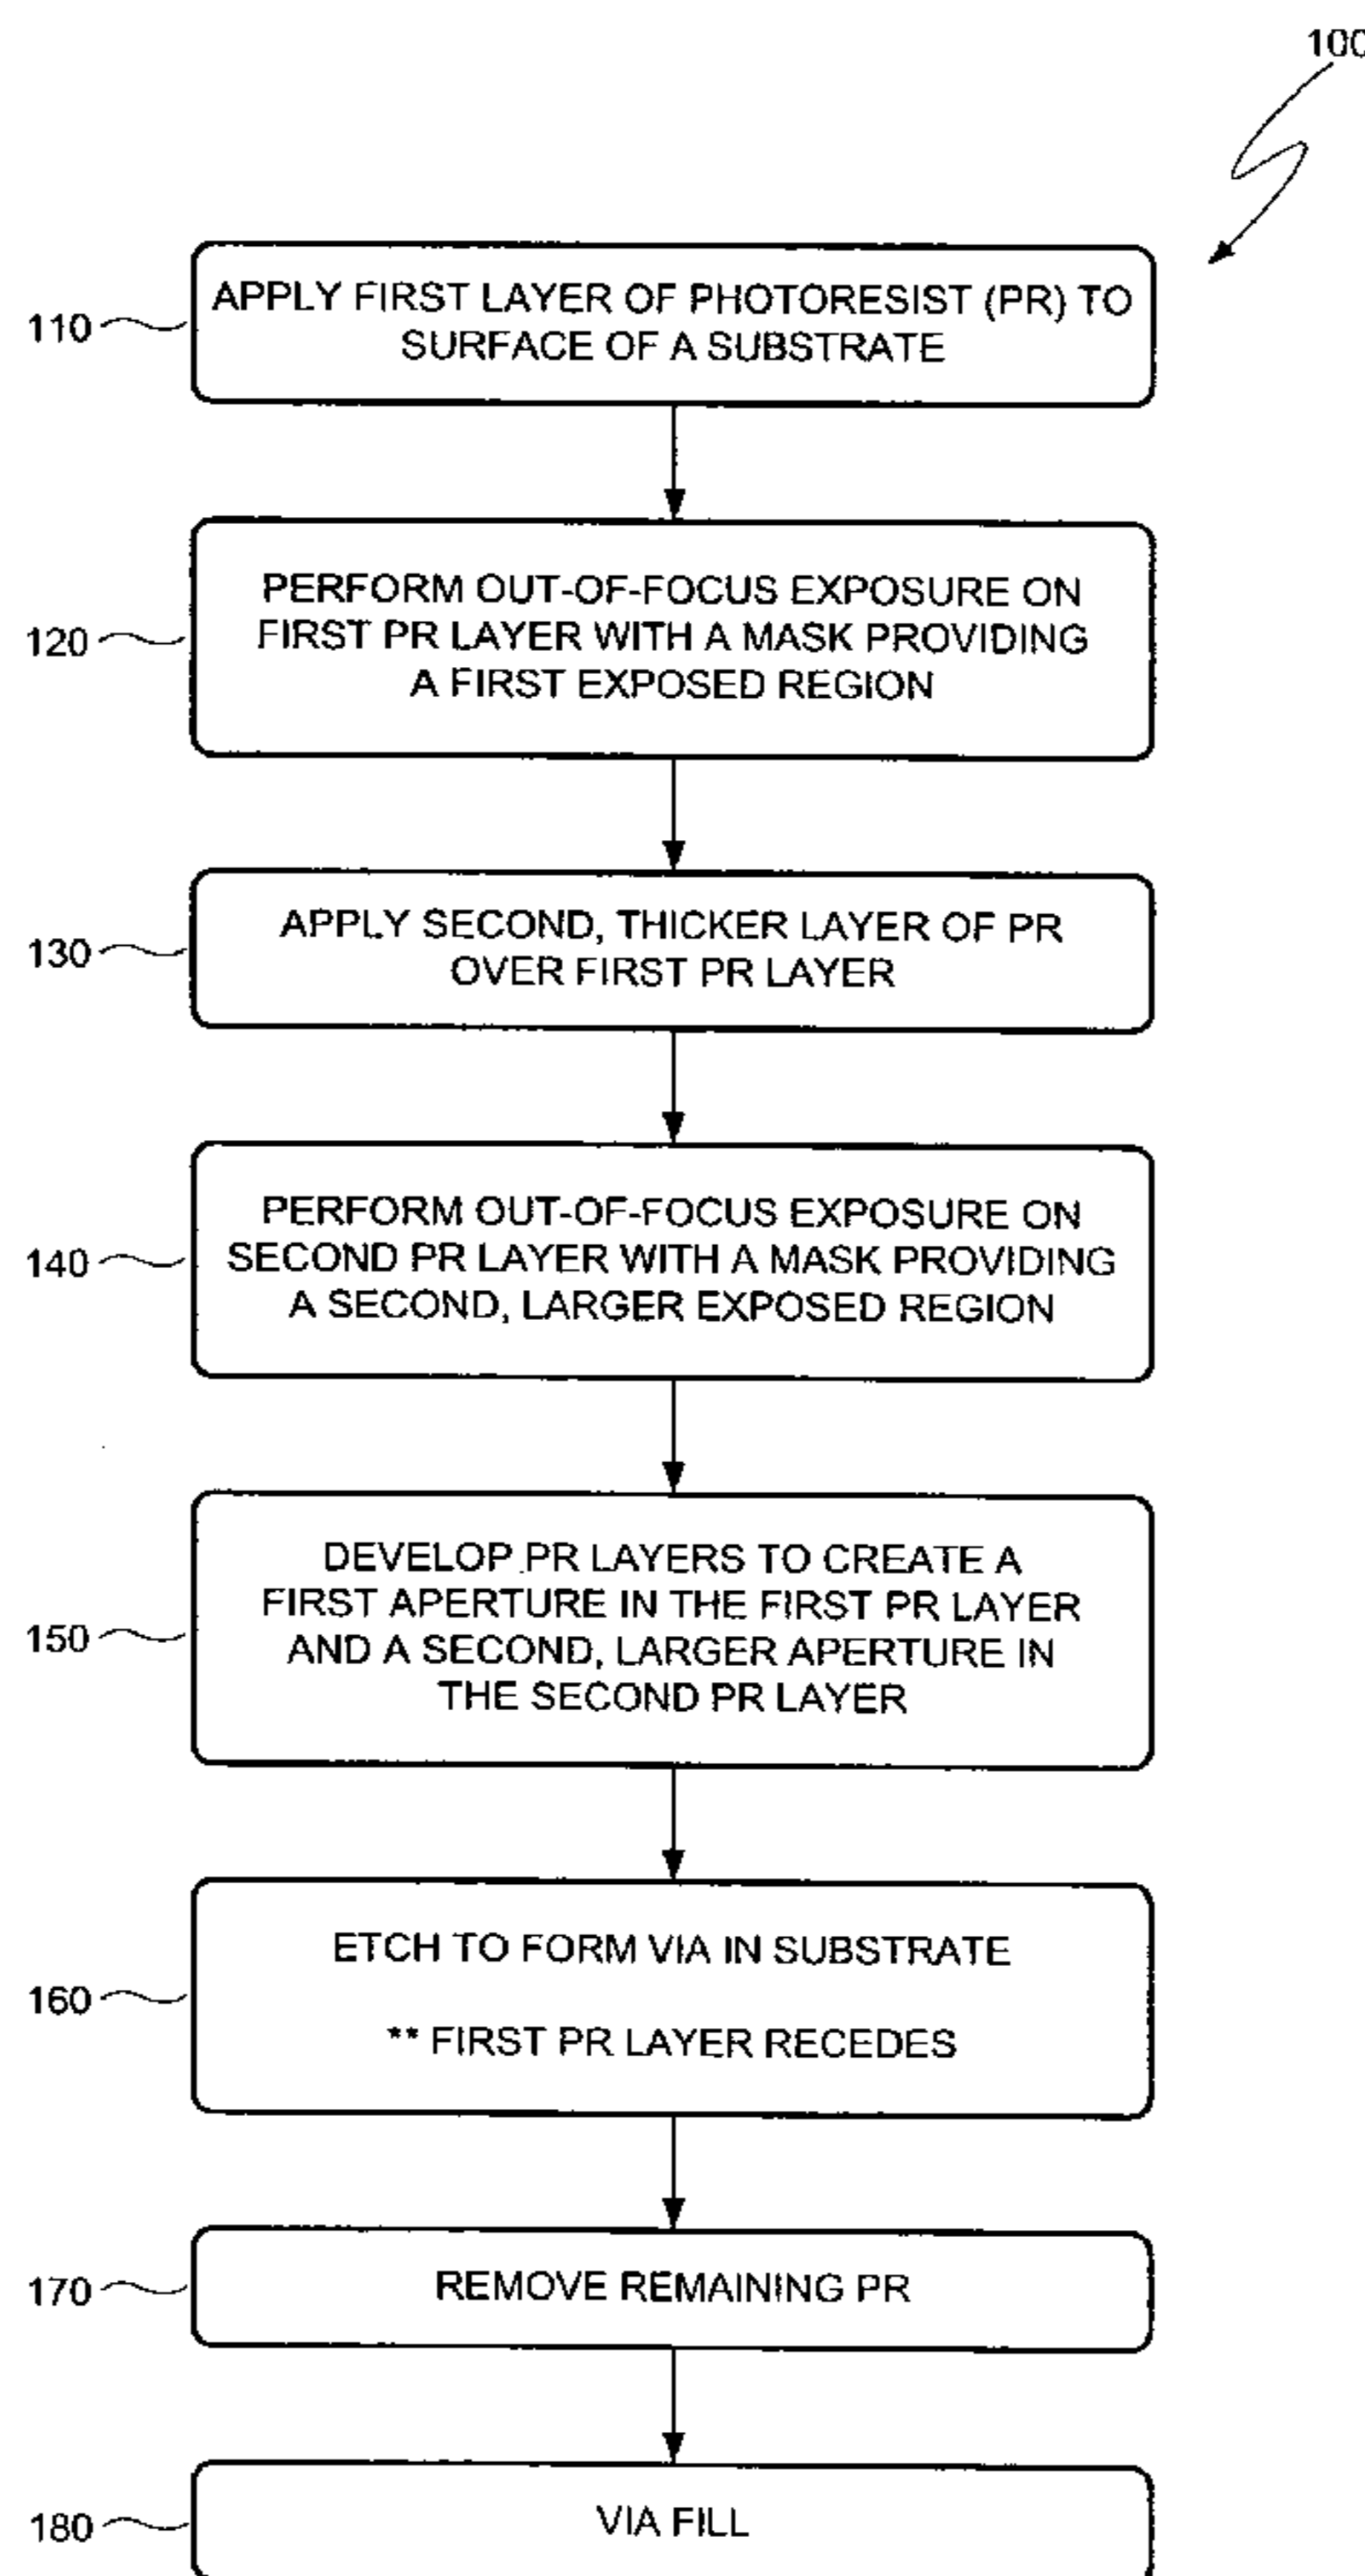 100
110
APPLY FIRST LAYER OF PHOTORESIST (PR) TO
SURFACE OF A SUBSTRATE
120
PERFORM OUT-OF-FOCUS EXPOSURE ON
FIRST PR LAYER WITH A MASK PROVIDING
A FIRST EXPOSED REGION
130
APPLY SECOND, THICKER LAYER OF PR
OVER FIRST PR LAYER
140
PERFORM OUT-OF-FOCUS EXPOSURE ON
SECOND PR LAYER WITH A MASK PROVIDING
A SECOND, LARGER EXPOSED REGION
150
DEVELOP PR LAYERS TO CREATE A
FIRST APERTURE IN THE FIRST PR LAYER
AND A SECOND, LARGER APERTURE IN
THE SECOND PR LAYER
160
ETCH TO FORM VIA IN SUBSTRATE
** FIRST PR LAYER RECEDES
170
REMOVE REMAINING PR
180
VIA FILL